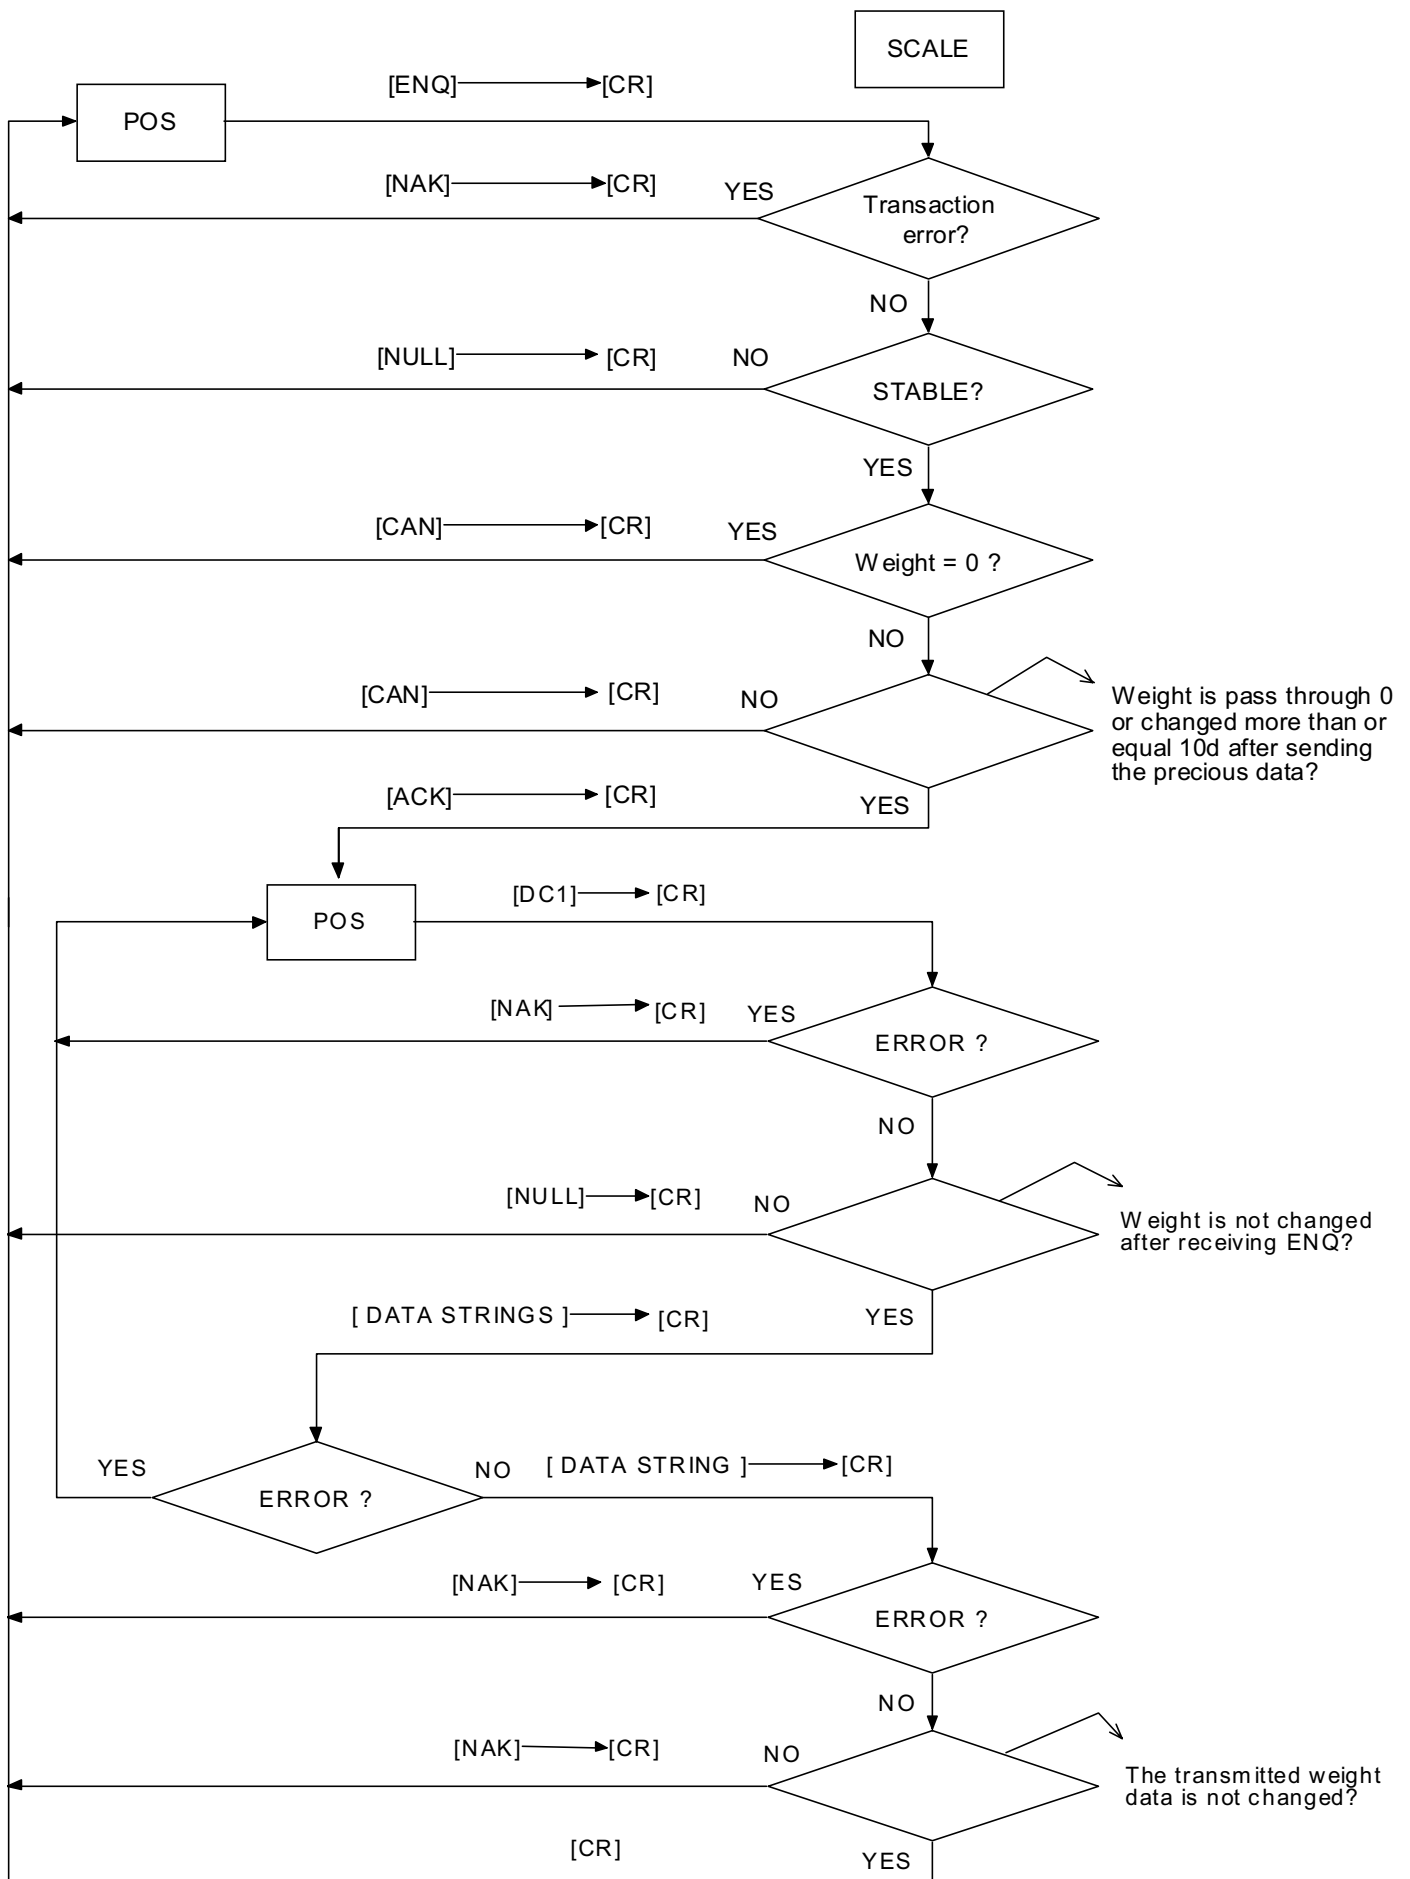 SCALE
[ENQ] [CR]
POS
[NAK] [CR] YES
Transaction
error?
NO
[NULL] [CR] NO
STABLE?
YES
[CAN] [CR] YES
Weight = 0 ?
NO
[CAN] [CR] NO
Weight is pass through 0
or changed more than or
equal 10d after sending
the precious data?
[ACK] [CR] YES
[DC1] [CR]
POS
[NAK] [CR] YES
ERROR ?
NO
[NULL] [CR] NO
Weight is not changed
after receiving ENQ?
[ DATA STRINGS ] [CR] YES
YES NO [ DATA STRING ] [CR]
ERROR ?
[NAK] [CR] YES
ERROR ?
NO
[NAK] [CR] NO
The transmitted weight
data is not changed?
[CR] YES